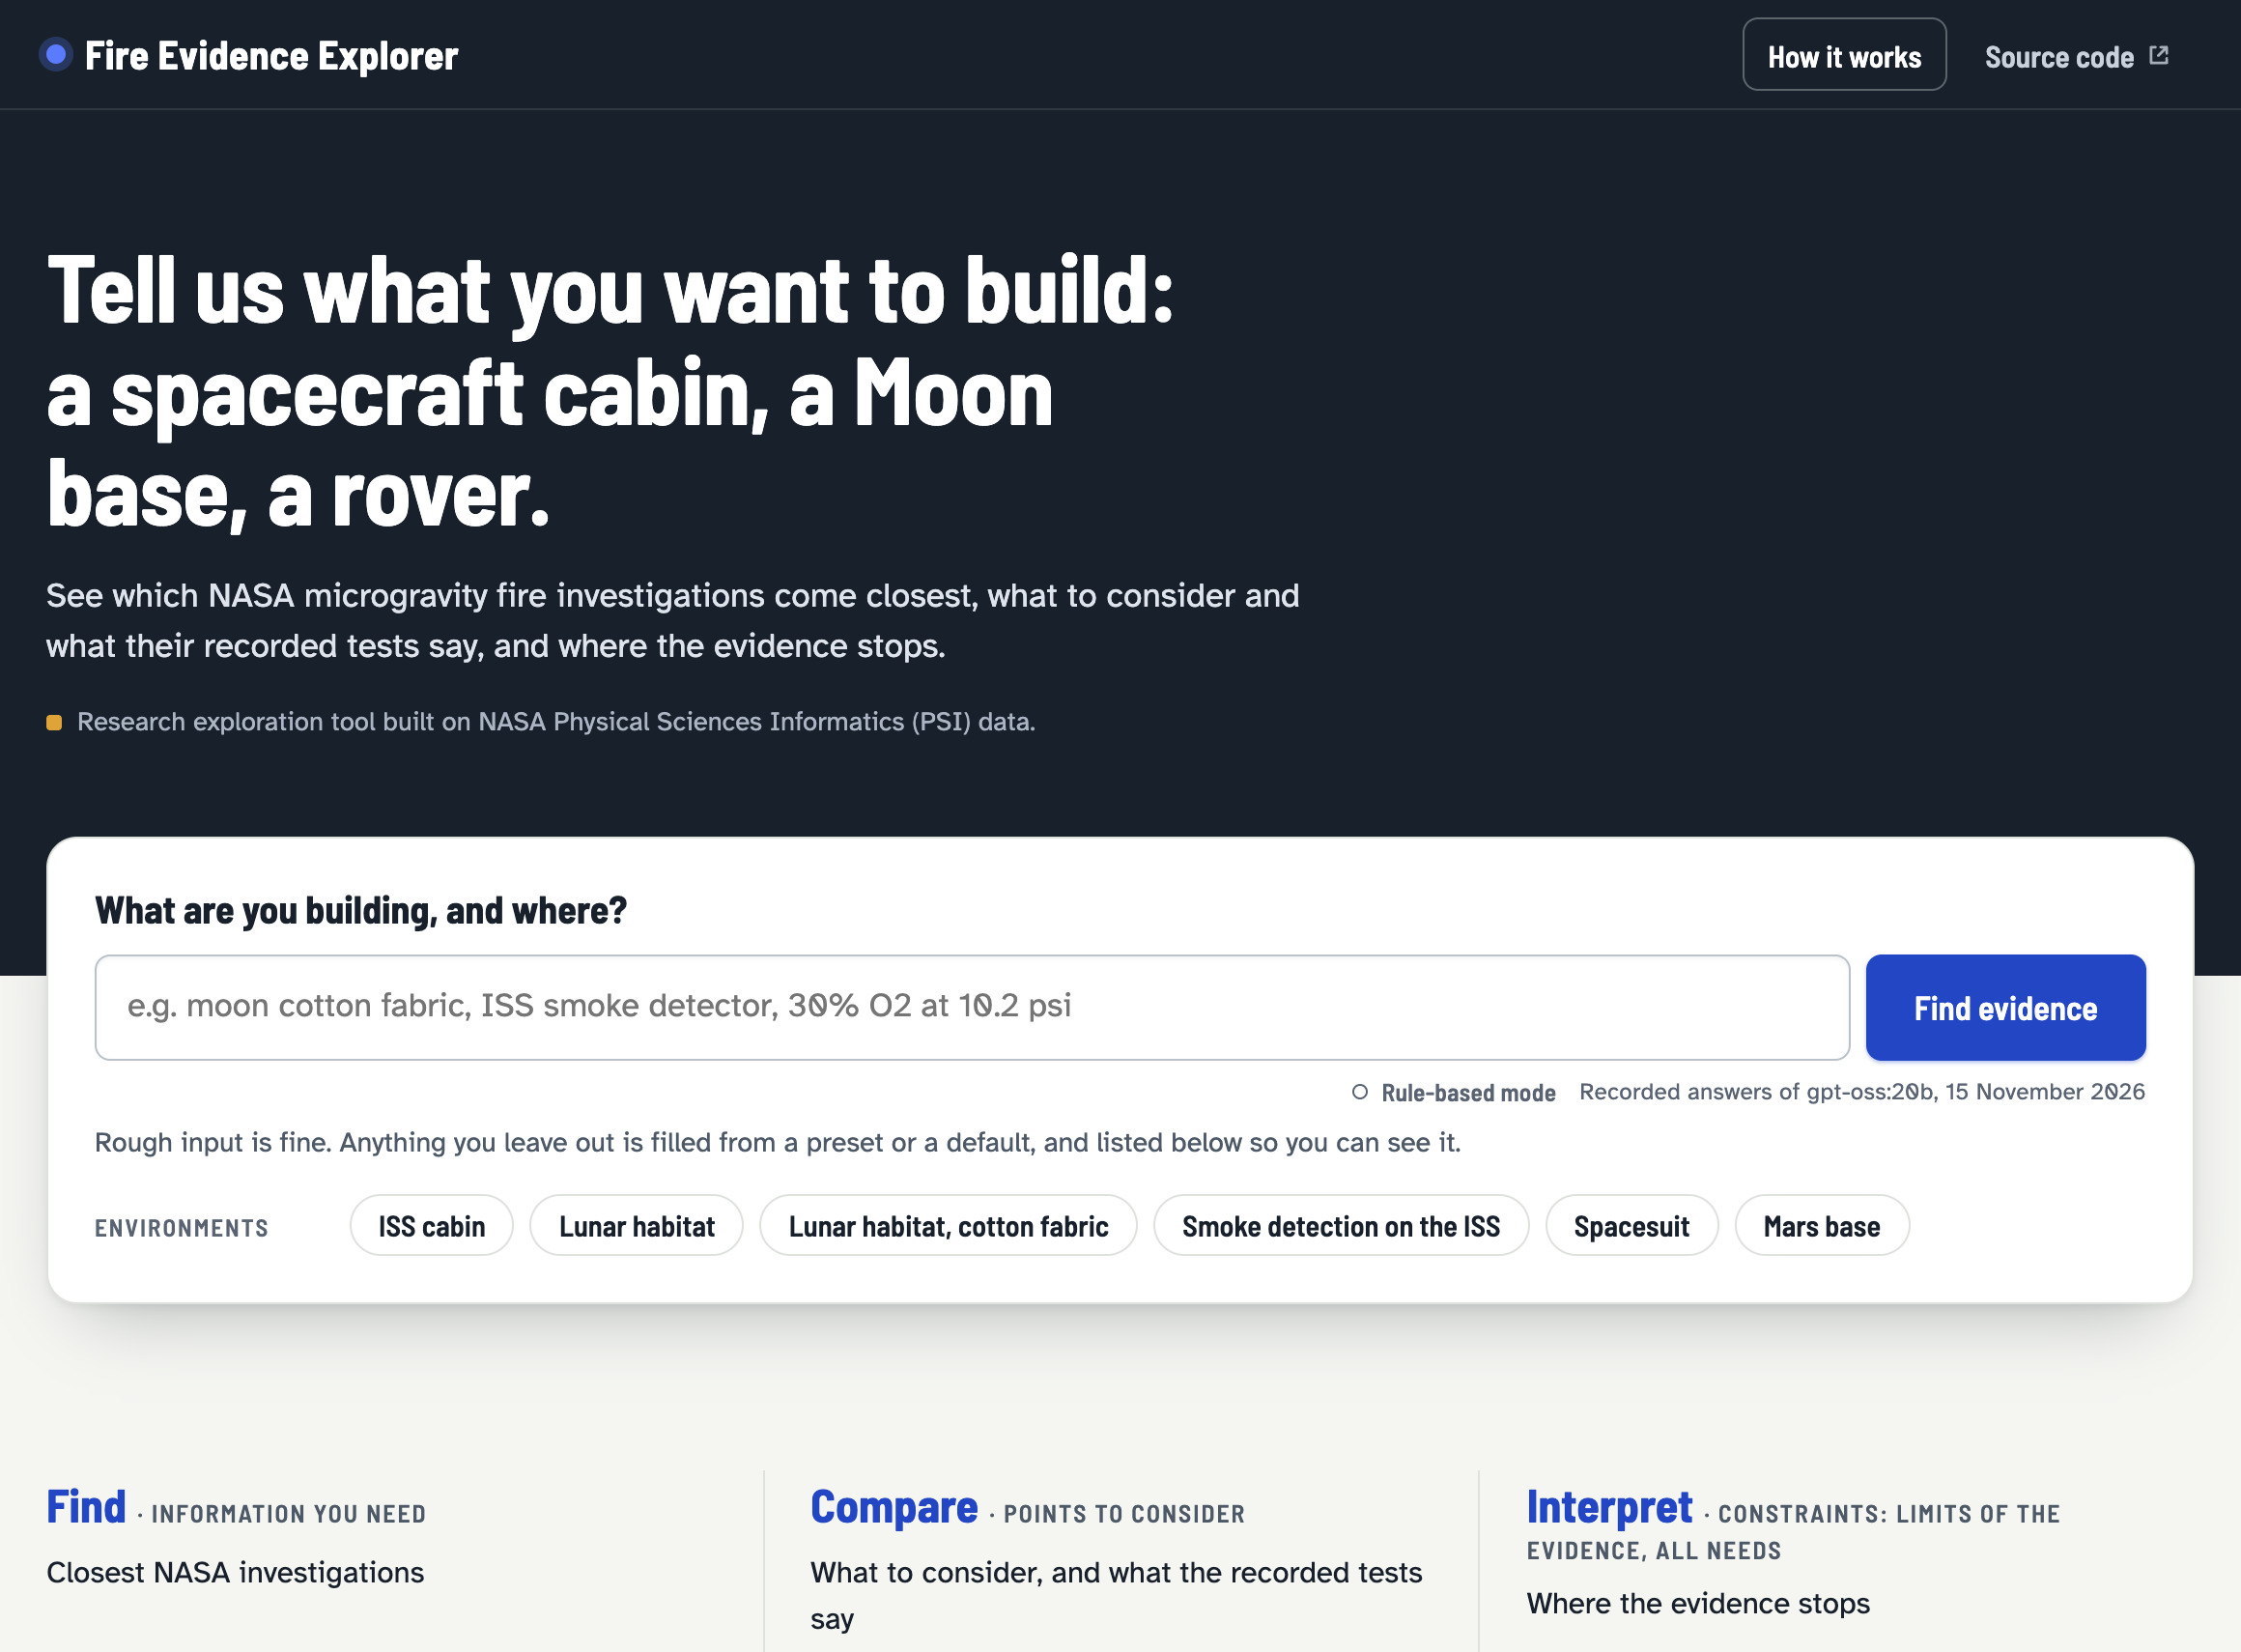 Fire Evidence Explorer
How it works
Source code
Tell us what you want to build:
a spacecraft cabin, a Moon
base, a rover.
See which NASA microgravity fire investigations come closest, what to consider and
what their recorded tests say, and where the evidence stops.
Research exploration tool built on NASA Physical Sciences Informatics (PSI) data.
What are you building, and where?
e.g. moon cotton fabric, ISS smoke detector, 30% O2 at 10.2 psi
Find evidence
Rule-based mode Recorded answers of gpt-oss:20b, 15 November 2026
Rough input is fine. Anything you leave out is filled from a preset or a default, and listed below so you can see it.
ENVIRONMENTS
ISS cabin
Lunar habitat
Lunar habitat, cotton fabric
Smoke detection on the ISS
Spacesuit
Mars base
Find · INFORMATION YOU NEED
Closest NASA investigations
Compare · POINTS TO CONSIDER
What to consider, and what the recorded tests
say
Interpret · CONSTRAINTS: LIMITS OF THE
EVIDENCE, ALL NEEDS
Where the evidence stops